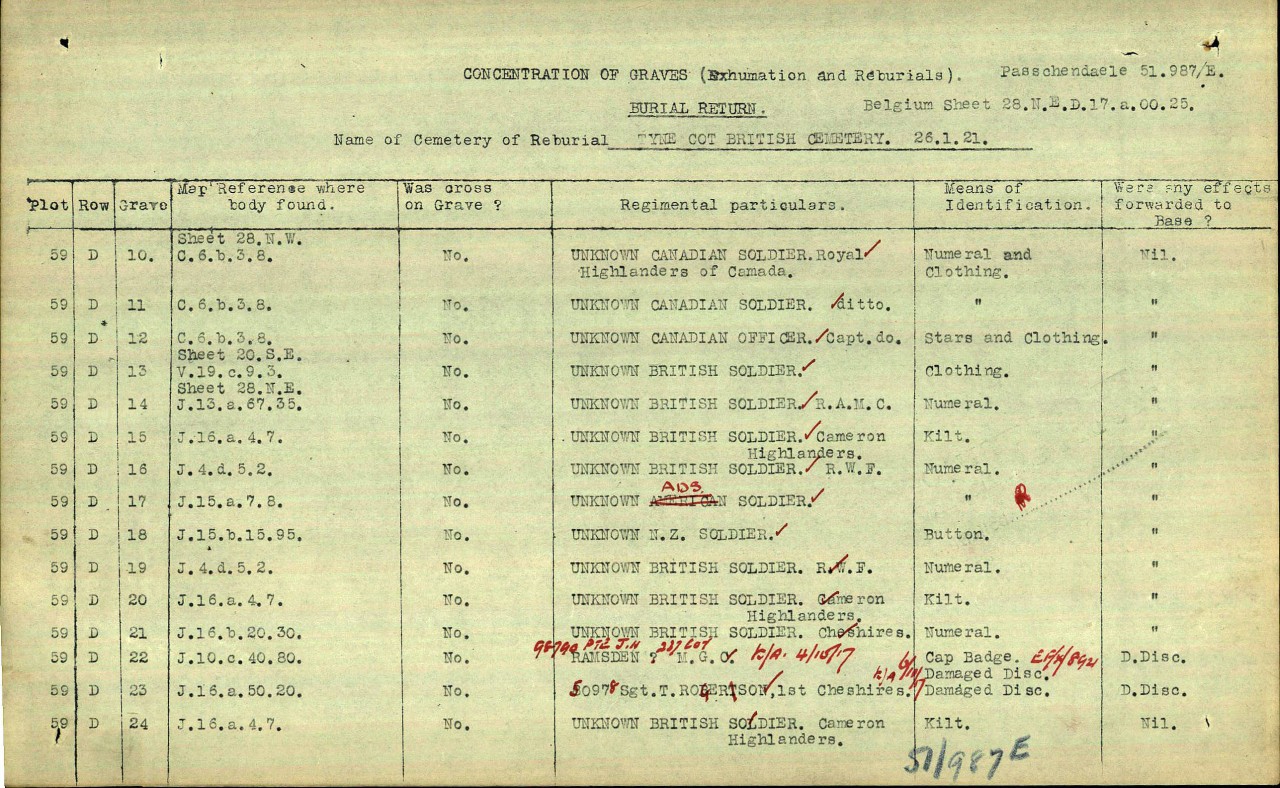 CONCENTRATION OF GRAVES (Exhumation and Reburials). Passchendaele 51.987/E.
BURIAL RETURN. Belgium Sheet 28.N.E.D.17.a.00.25.
Name of Cemetery of Reburial TYNE COT BRITISH CEMETERY. 26.1.21.
Plot Row Grave Map Reference where body found. Was cross on Grave ? Regimental particulars. Means of Identification. Were any effects forwarded to Base ?
Sheet 28.N.W.
59 D 10. C.6.b.3.8. No. UNKNOWN CANADIAN SOLDIER. Royal Numeral and Nil.
Highlanders of Camada. Clothing.
59 D 11 C.6.b.3.8. No. UNKNOWN CANADIAN SOLDIER. ditto. " "
59 D 12 C.6.b.3.8. No. UNKNOWN CANADIAN OFFICER. Capt.do. Stars and Clothing. "
Sheet 20.S.E.
59 D 13 V.19.c.9.3. No. UNKNOWN BRITISH SOLDIER. Clothing. "
Sheet 28.N.E.
59 D 14 J.13.a.67.35. No. UNKNOWN BRITISH SOLDIER. R.A.M.C. Numeral. "
59 D 15 J.16.a.4.7. No. UNKNOWN BRITISH SOLDIER. Cameron Kilt. "
Highlanders.
59 D 16 J.4.d.5.2. No. UNKNOWN BRITISH SOLDIER. R.W.F. Numeral. "
AUS.
59 D 17 J.15.a.7.8. No. UNKNOWN AMERICAN SOLDIER. " "
59 D 18 J.15.b.15.95. No. UNKNOWN N.Z. SOLDIER. Button. "
59 D 19 J.4.d.5.2. No. UNKNOWN BRITISH SOLDIER. R.W.F. Numeral. "
59 D 20 J.16.a.4.7. No. UNKNOWN BRITISH SOLDIER. Cameron Kilt. "
Highlanders.
59 D 21 J.16.b.20.30. No. UNKNOWN BRITISH SOLDIER. Cheshires. Numeral. "
PTE J.H 237 COY
59 D 22 J.10.c.40.80. No. RAMSDEN ? M.G.C. K/A. 4/10/17 Cap Badge. D.Disc.
Damaged Disc.
59 D 23 J.16.a.50.20 No. 50978 Sgt.T. ROBERTSON,1st Cheshires. Damaged Disc. D.Disc.
59 D 24 J.16.a.4.7. No. UNKNOWN BRITISH SOLDIER. Cameron Kilt. Nil.
Highlanders.
51/987 E